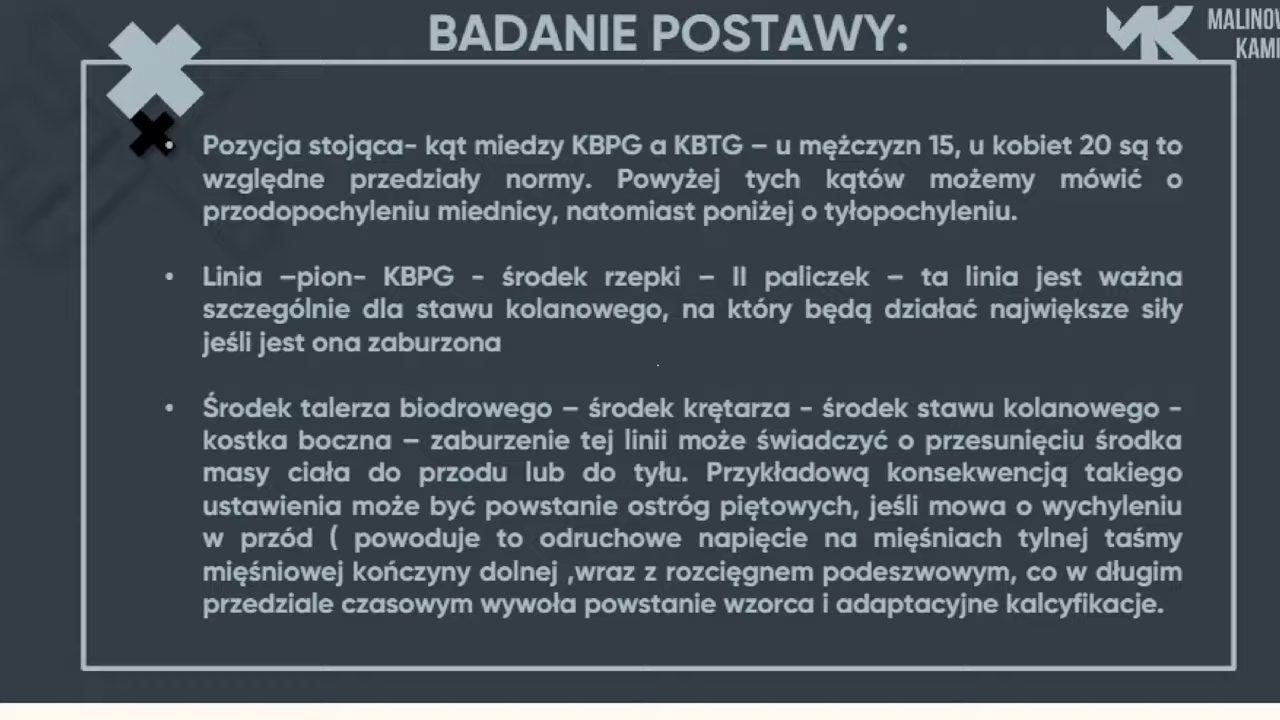 BADANIE POSTAWY:
MALINOW
KAMI
Pozycja stojąca- kąt miedzy KBPG a KBTG – u mężczyzn 15, u kobiet 20 są to
względne przedziały normy. Powyżej tych kątów możemy mówić o
przodopochyleniu miednicy, natomiast poniżej o tyłopochyleniu.
Linia –pion- KBPG - środek rzepki – II paliczek – ta linia jest ważna
szczególnie dla stawu kolanowego, na który będą działać największe siły
jeśli jest ona zaburzona
Środek talerza biodrowego – środek krętarza - środek stawu kolanowego -
kostka boczna – zaburzenie tej linii może świadczyć o przesunięciu środka
masy ciała do przodu lub do tyłu. Przykładową konsekwencją takiego
ustawienia może być powstanie ostróg piętowych, jeśli mowa o wychyleniu
w przód ( powoduje to odruchowe napięcie na mięśniach tylnej taśmy
mięśniowej kończyny dolnej ,wraz z rozcięgnem podeszwowym, co w długim
przedziale czasowym wywoła powstanie wzorca i adaptacyjne kalcyfikacje.